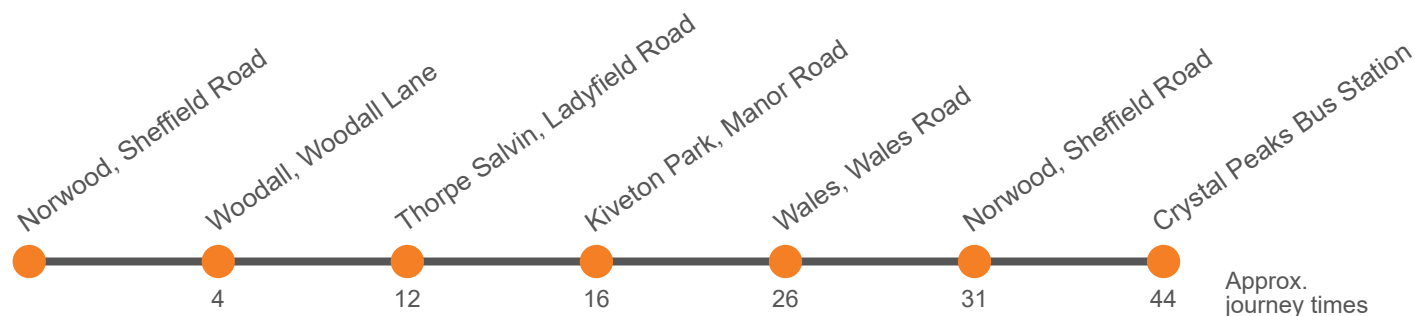 Norwood, Sheffield Road
Woodall, Woodall Lane
Thorpe Salvin, Ladyfield Road
Kiveton Park, Manor Road
Wales, Wales Road
Norwood, Sheffield Road
Crystal Peaks Bus Station
4
12
16
26
31
44
Approx.
journey times